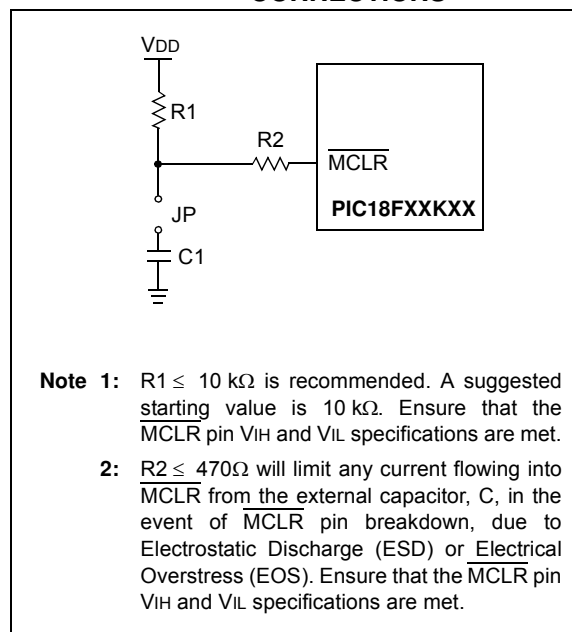 VDD
R1
R2
MCLR
JP
PIC18FXXKXX
C1
Note 1: R1 ≤ 10 kΩ is recommended. A suggested
starting value is 10 kΩ. Ensure that the
MCLR pin VIH and VIL specifications are met.
2: R2 ≤ 470Ω will limit any current flowing into
MCLR from the external capacitor, C, in the
event of MCLR pin breakdown, due to
Electrostatic Discharge (ESD) or Electrical
Overstress (EOS). Ensure that the MCLR pin
VIH and VIL specifications are met.